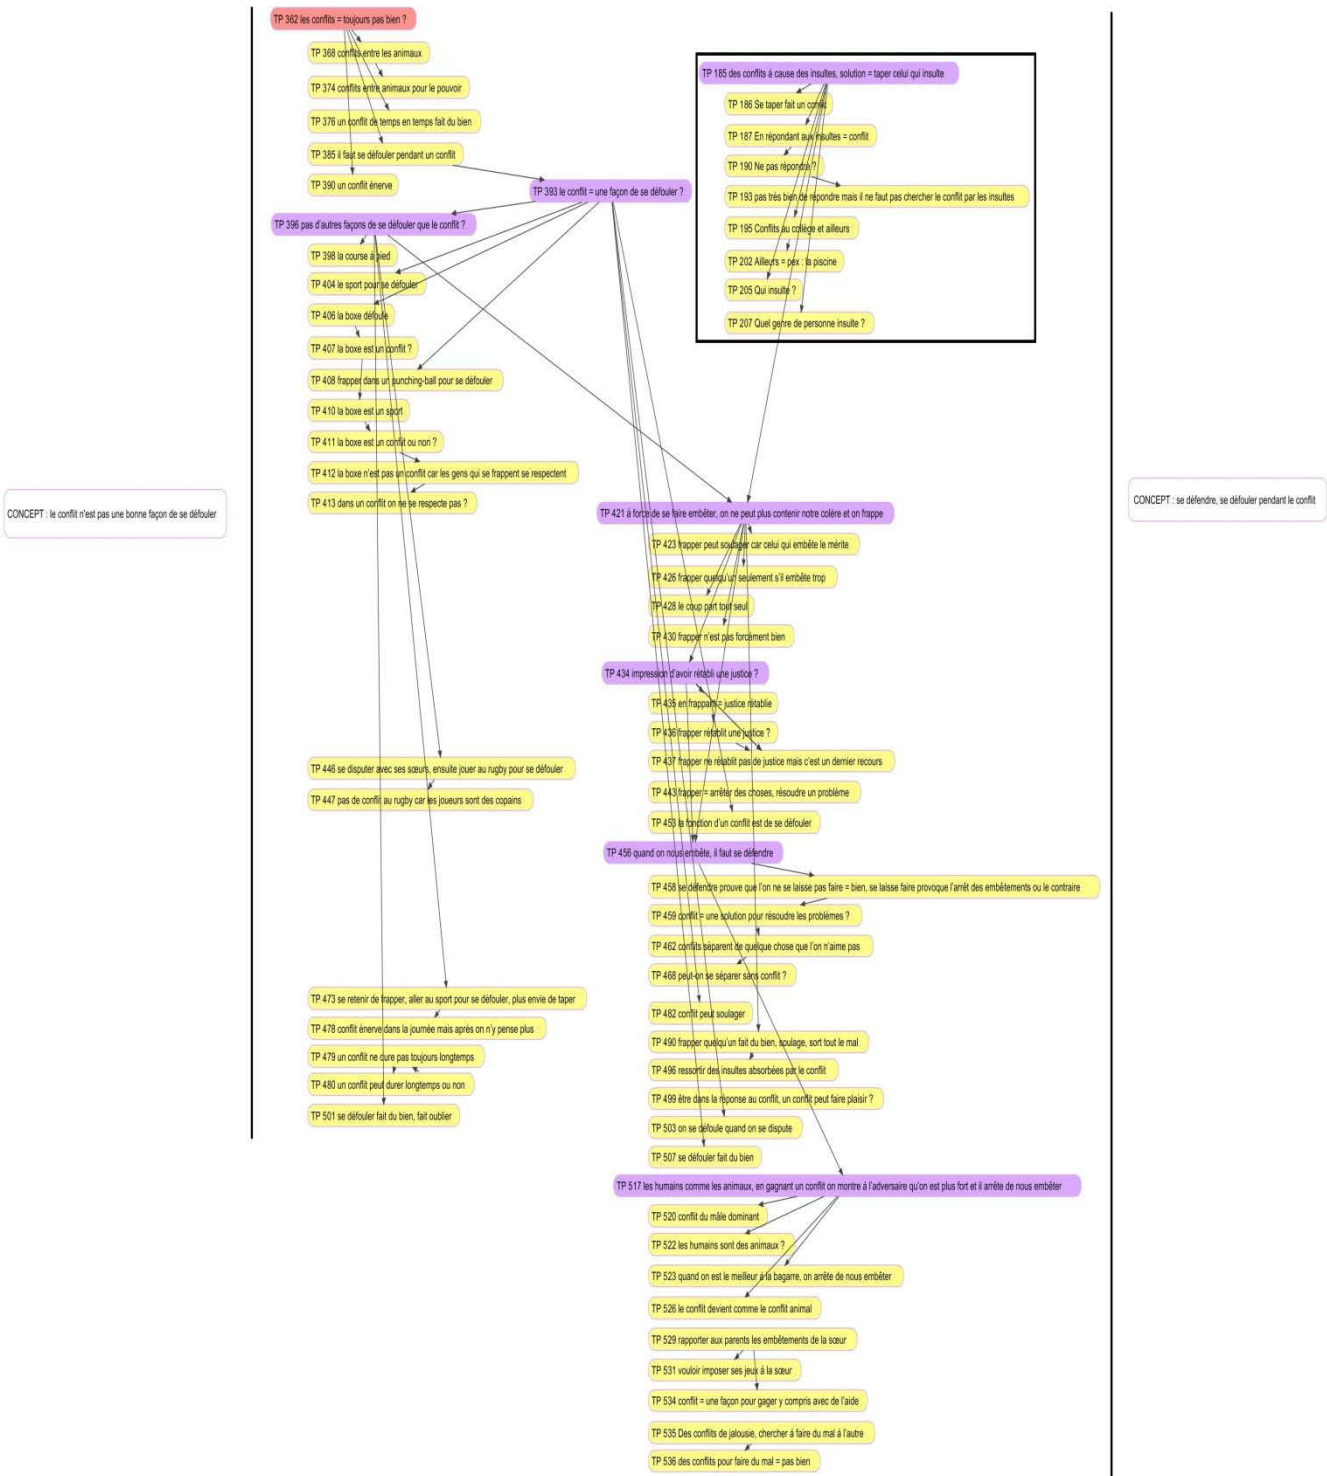 TP 362 les conflits = toujours pas bien ?
TP 368 conflits entre les animaux
TP 374 conflits entre animaux pour le pouvoir
TP 376 un conflit de temps en temps fait du bien
TP 385 il faut se défouler pendant un conflit
TP 390 un conflit énerve
TP 393 le conflit = une façon de se défouler ?
TP 396 pas d'autres façons de se défouler que le conflit ?
TP 398 la course à pied
TP 404 le sport pour se défouler
TP 406 la boxe défoule
TP 407 la boxe est un conflit ?
TP 408 frapper dans un punching-ball pour se défouler
TP 410 la boxe est un sport
TP 411 la boxe est un conflit ou non ?
TP 412 la boxe n'est pas un conflit car les gens qui se frappent se respectent
TP 413 dans un conflit on ne se respecte pas ?
TP 185 des conflits à cause des insultes, solution = taper celui qui insulte
TP 186 Se taper fait un conflit
TP 187 En répondant aux insultes = conflit
TP 190 Ne pas répondre ?
TP 193 pas très bien de répondre mais il ne faut pas chercher le conflit par les insultes
TP 195 Conflits au collège et ailleurs
TP 202 Ailleurs = pex : la piscine
TP 205 Qui insulte ?
TP 207 Quel genre de personne insulte ?
CONCEPT : le conflit n'est pas une bonne façon de se défouler
CONCEPT : se défendre, se défouler pendant le conflit
TP 421 à force de se faire embêter, on ne peut plus contenir notre colère et on frappe
TP 423 frapper peut soulager car celui qui embête le mérite
TP 426 frapper quelqu'un seulement s'il embête trop
TP 428 le coup part tout seul
TP 430 frapper n'est pas forcément bien
TP 434 impression d'avoir rétabli une justice ?
TP 435 en frappant = justice rétablie
TP 436 frapper rétablit une justice ?
TP 437 frapper ne rétablit pas de justice mais c'est un dernier recours
TP 443 frapper = arrêter des choses, résoudre un problème
TP 446 se disputer avec ses sœurs, ensuite jouer au rugby pour se défouler
TP 447 pas de conflit au rugby car les joueurs sont des copains
TP 453 la fonction d'un conflit est de se défouler
TP 456 quand on nous embête, il faut se défendre
TP 458 se défendre prouve que l'on ne se laisse pas faire = bien, se laisse faire provoque l'arrêt des embêtements ou le contraire
TP 459 conflit = une solution pour résoudre les problèmes ?
TP 462 conflits séparent de quelque chose que l'on n'aime pas
TP 468 peut-on se séparer sans conflit ?
TP 473 se retenir de frapper, aller au sport pour se défouler, plus envie de taper
TP 478 conflit énerve dans la journée mais après on n'y pense plus
TP 479 un conflit ne dure pas toujours longtemps
TP 480 un conflit peut durer longtemps ou non
TP 501 se défouler fait du bien, fait oublier
TP 482 conflit peut soulager
TP 490 frapper quelqu'un fait du bien, soulage, sort tout le mal
TP 496 ressortir des insultes absorbées par le conflit
TP 499 être dans la réponse au conflit, un conflit peut faire plaisir ?
TP 503 on se défoule quand on se dispute
TP 507 se défouler fait du bien
TP 517 les humains comme les animaux, en gagnant un conflit on montre à l'adversaire qu'on est plus fort et il arrête de nous embêter
TP 520 conflit du mâle dominant
TP 522 les humains sont des animaux ?
TP 523 quand on est le meilleur à la bagarre, on arrête de nous embêter
TP 526 le conflit devient comme le conflit animal
TP 529 rapporter aux parents les embêtements de la sœur
TP 531 vouloir imposer ses jeux à la sœur
TP 534 conflit = une façon pour gager y compris avec de l'aide
TP 535 Des conflits de jalousie, chercher à faire du mal à l'autre
TP 536 des conflits pour faire du mal = pas bien